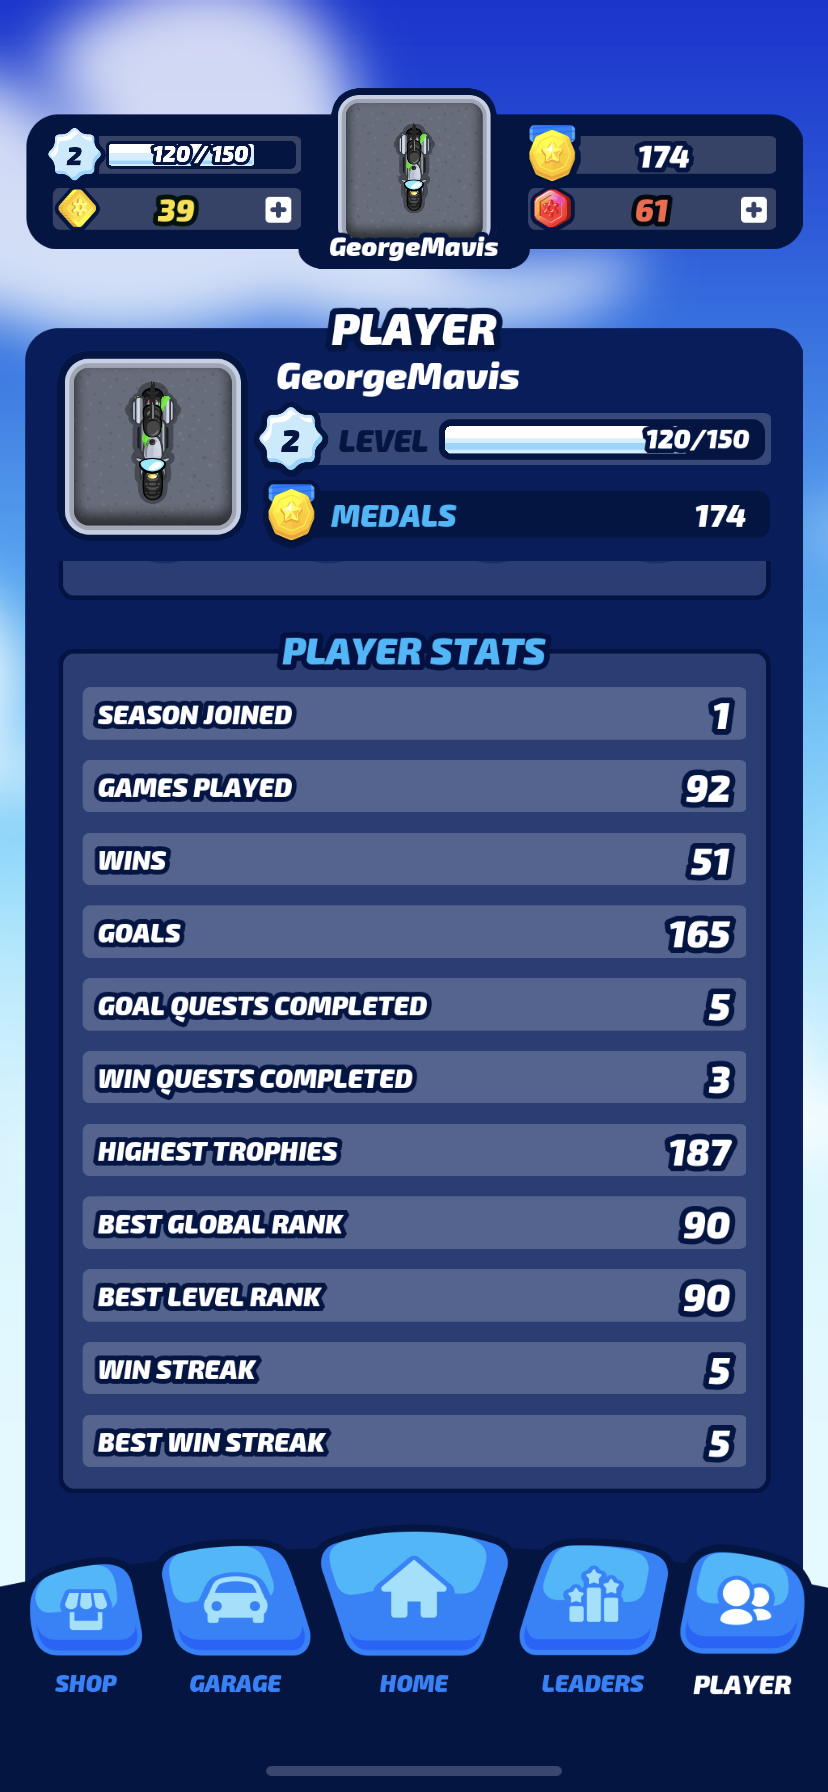 2 120/150 174
39 61
GeorgeMavis
PLAYER
GeorgeMavis
2 LEVEL 120/150
MEDALS 174
PLAYER STATS
SEASON JOINED 1
GAMES PLAYED 92
WINS 51
GOALS 165
GOAL QUESTS COMPLETED 5
WIN QUESTS COMPLETED 3
HIGHEST TROPHIES 187
BEST GLOBAL RANK 90
BEST LEVEL RANK 90
WIN STREAK 5
BEST WIN STREAK 5
SHOP GARAGE HOME LEADERS PLAYER